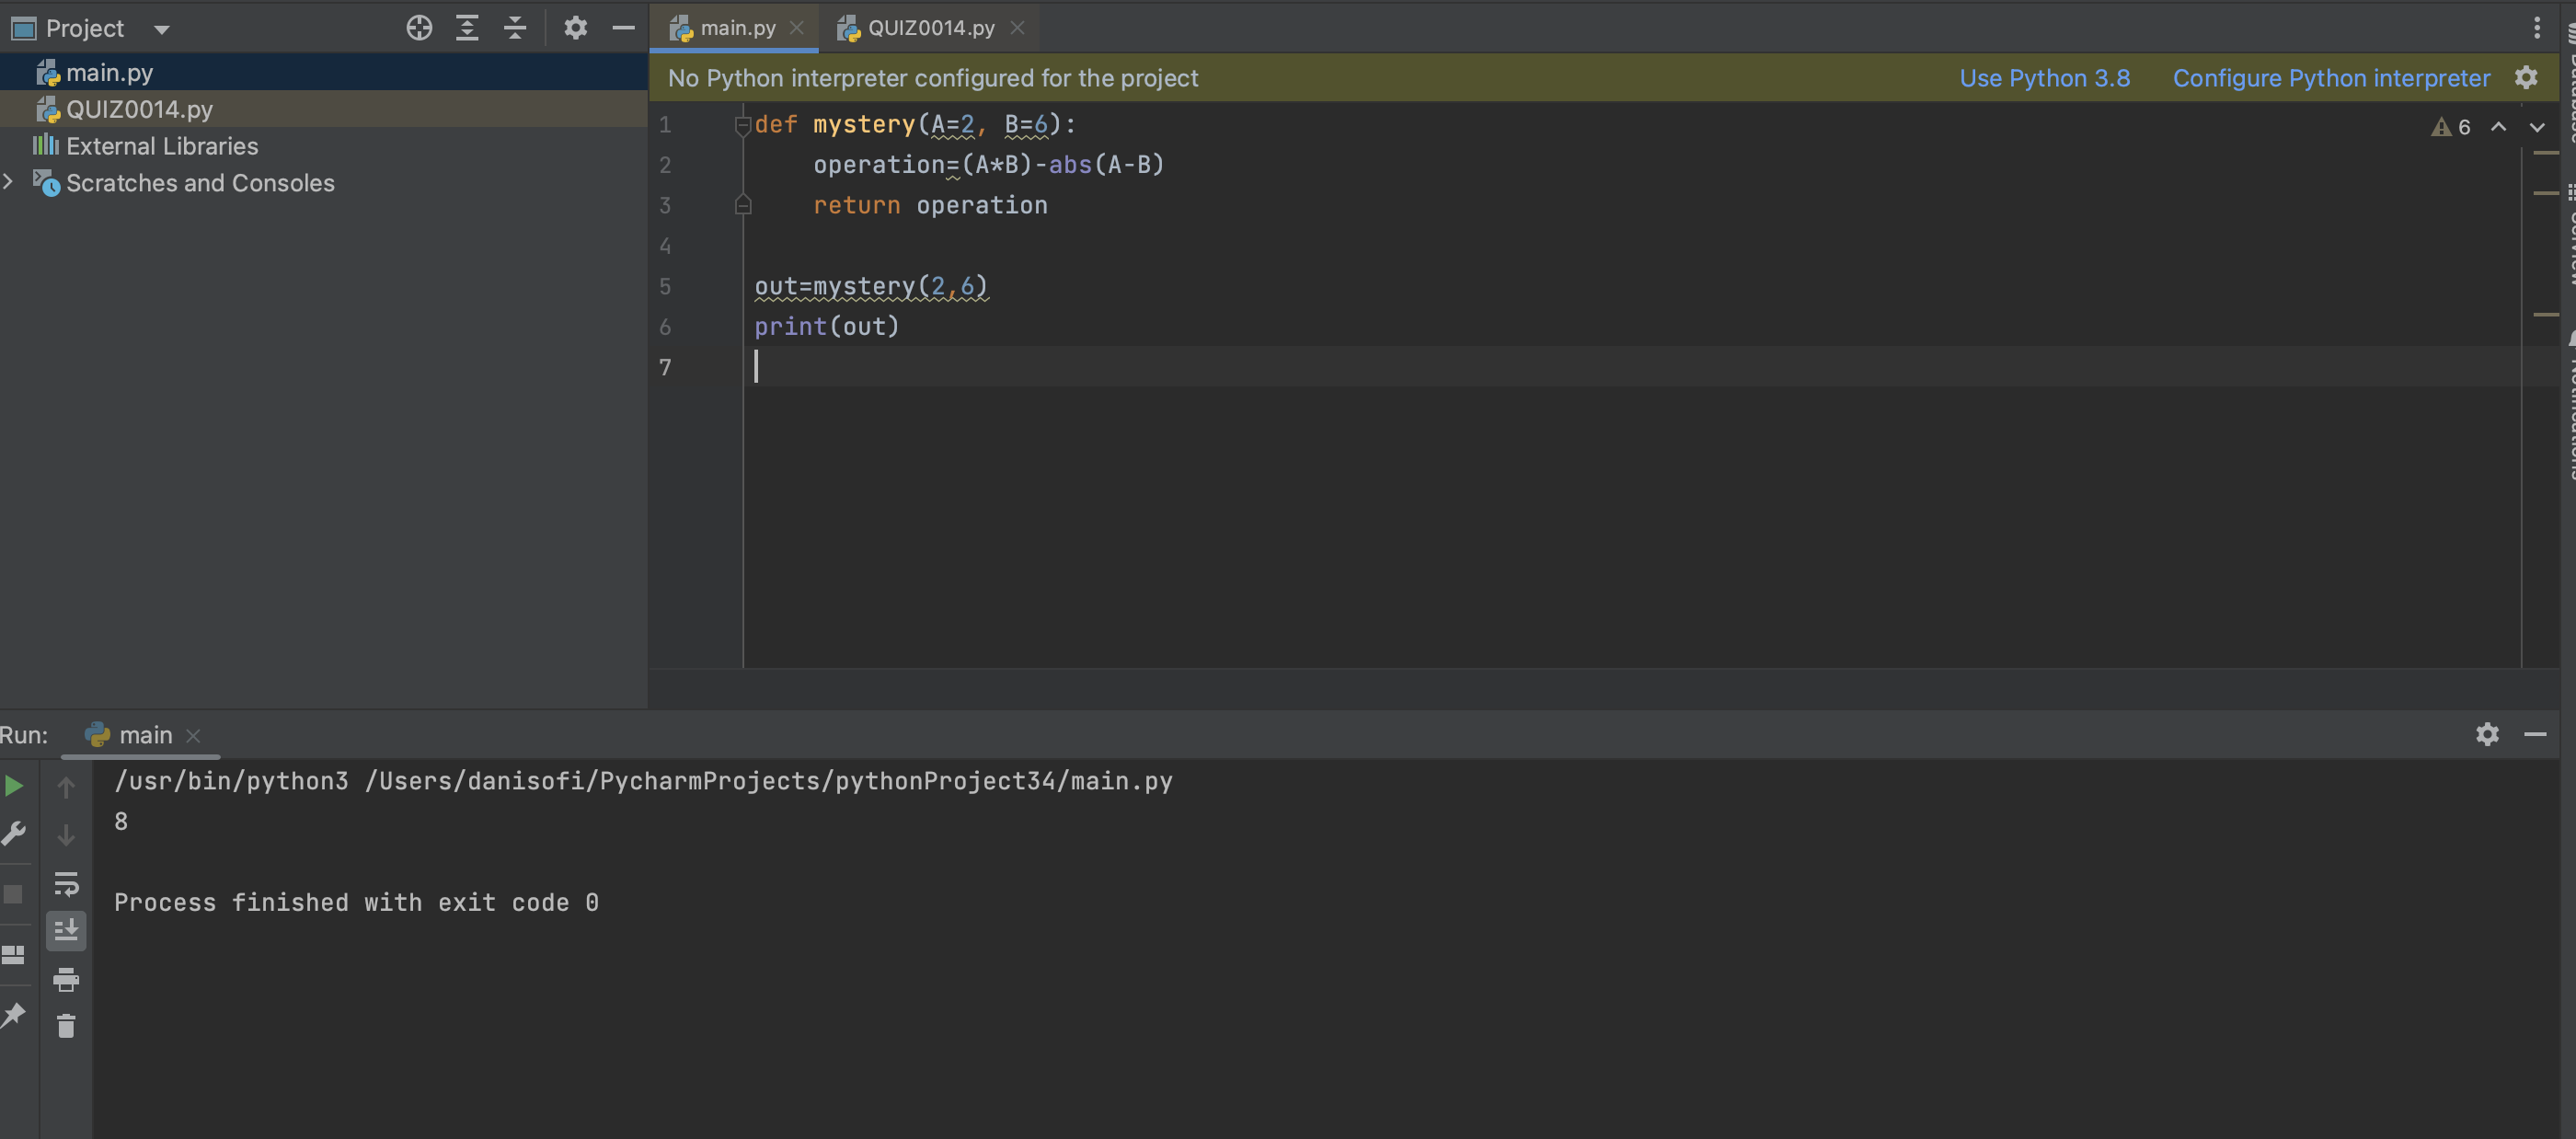 Project
main.py
QUIZ0014.py
External Libraries
Scratches and Consoles
main.py QUIZ0014.py
No Python interpreter configured for the project Use Python 3.8 Configure Python interpreter
6
1 def mystery(A=2, B=6):
2 operation=(A*B)-abs(A-B)
3 return operation
4
5 out=mystery(2,6)
6 print(out)
7
Run: main
/usr/bin/python3 /Users/danisofi/PycharmProjects/pythonProject34/main.py
8
Process finished with exit code 0